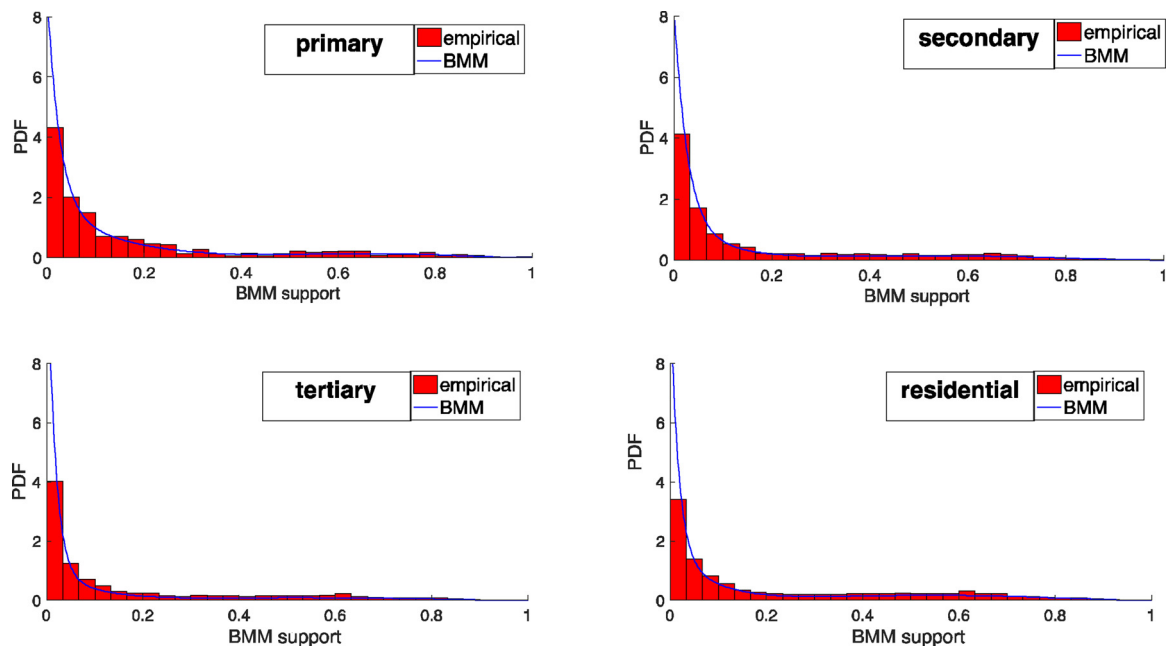 8
6
4
2
0
PDF
primary
empirical
BMM
0 0.2 0.4 0.6 0.8 1
BMM support
8
6
4
2
0
PDF
secondary
empirical
BMM
0 0.2 0.4 0.6 0.8 1
BMM support
8
6
4
2
0
PDF
tertiary
empirical
BMM
0 0.2 0.4 0.6 0.8 1
BMM support
8
6
4
2
0
PDF
residential
empirical
BMM
0 0.2 0.4 0.6 0.8 1
BMM support